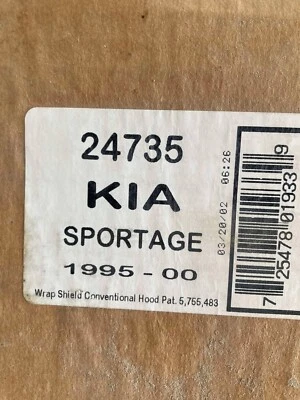 24735
KIA
SPORTAGE
1995 - 00
Wrap Shield Conventional Hood Pat. 5,755,483
03/20/02 06:26
7 25478 01933 9